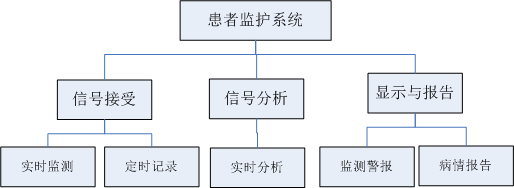 患者监护系统
信号接受
信号分析
显示与报告
实时监测
定时记录
实时分析
监测警报
病情报告